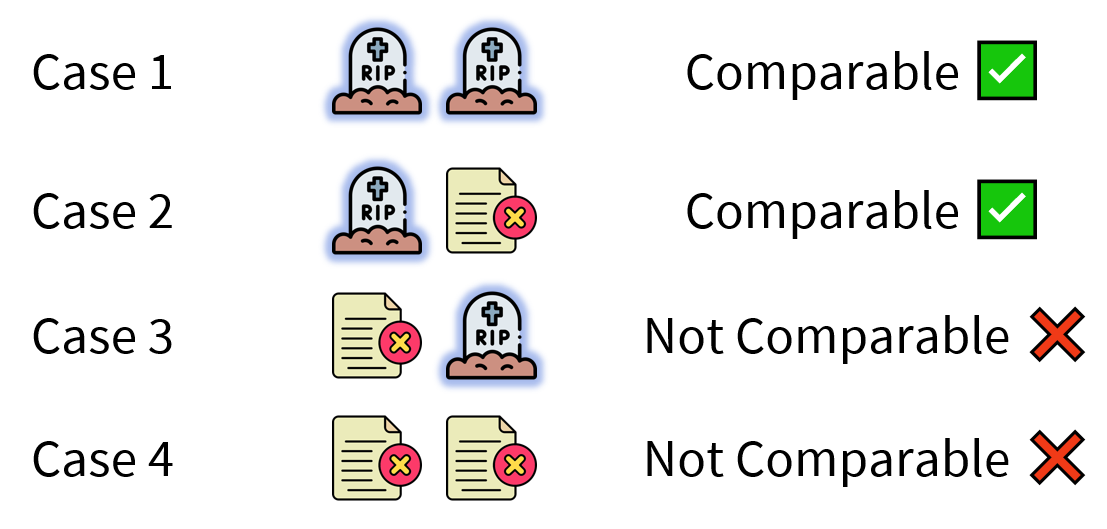 Case 1 RIP RIP Comparable
Case 2 RIP Comparable
Case 3 RIP Not Comparable
Case 4 Not Comparable